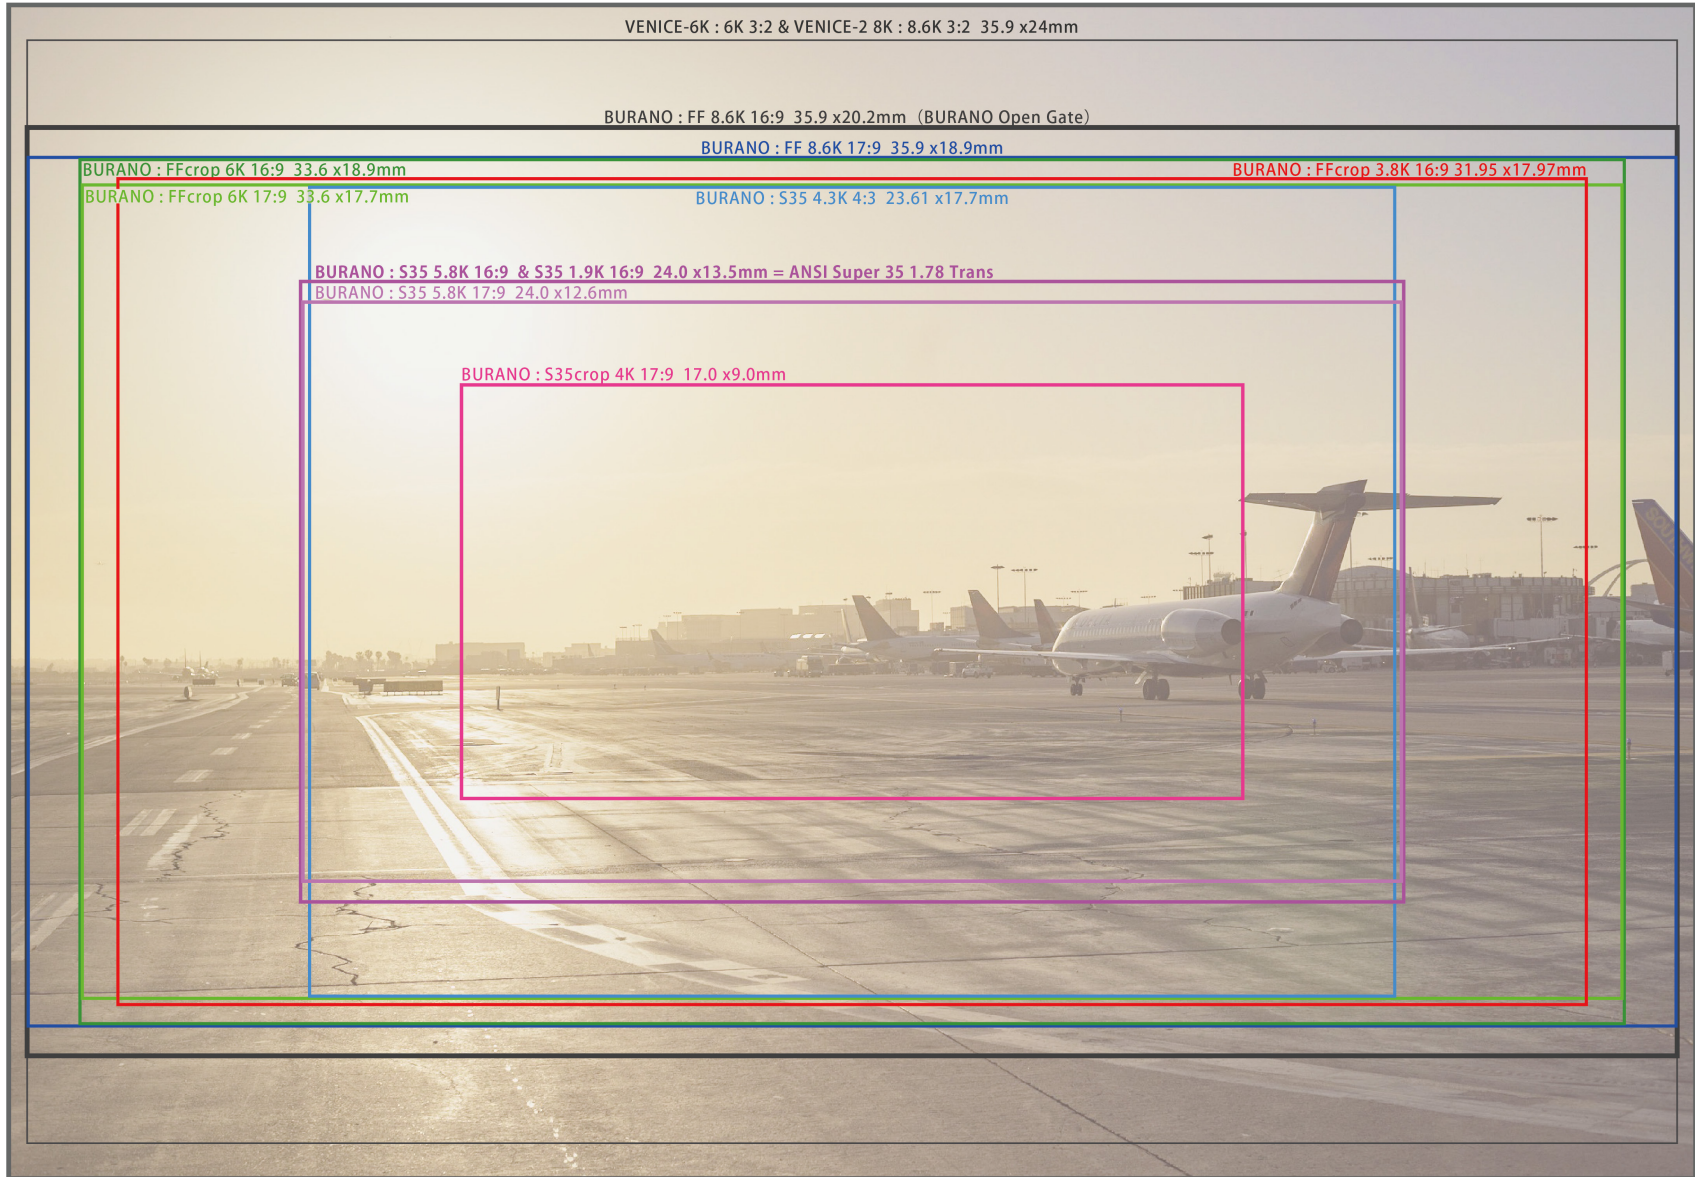 VENICE-6K : 6K 3:2 & VENICE-2 8K : 8.6K 3:2 35.9 x24mm
BURANO : FF 8.6K 16:9 35.9 x20.2mm（BURANO Open Gate）
BURANO : FF 8.6K 17:9 35.9 x18.9mm
BURANO : FFcrop 6K 16:9 33.6 x18.9mm
BURANO : FFcrop 3.8K 16:9 31.95 x17.97mm
BURANO : FFcrop 6K 17:9 33.6 x17.7mm
BURANO : S35 4.3K 4:3 23.61 x17.7mm
BURANO : S35 5.8K 16:9 & S35 1.9K 16:9 24.0 x13.5mm = ANSI Super 35 1.78 Trans
BURANO : S35 5.8K 17:9 24.0 x12.6mm
BURANO : S35crop 4K 17:9 17.0 x9.0mm